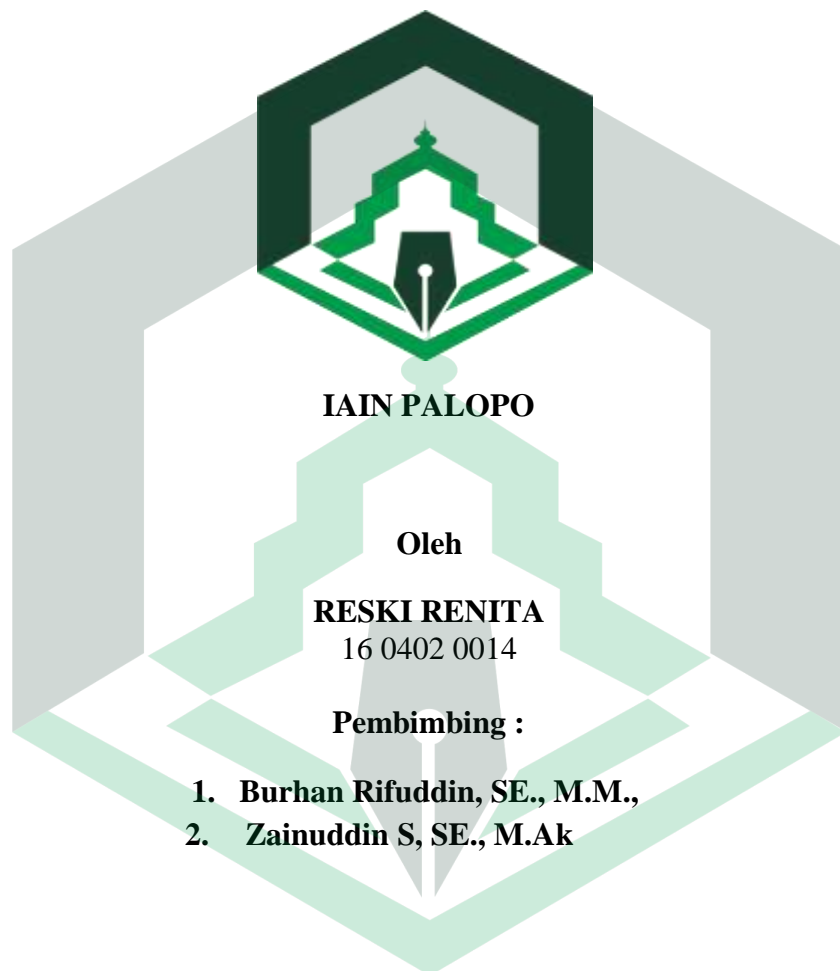 IAIN PALOPO
Oleh
RESKI RENITA
16 0402 0014
Pembimbing :
1. Burhan Rifuddin, SE., M.M.,
2. Zainuddin S, SE., M.Ak